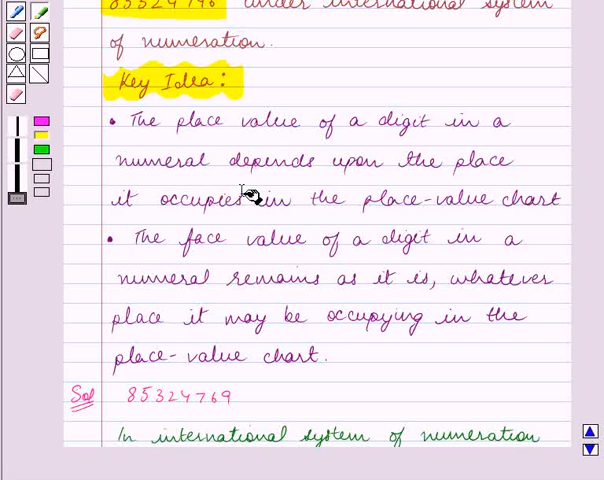 85324796 under international system
of numeration.
Key Idea:
• The place value of a digit in a
numeral depends upon the place
it occupies in the place-value chart
• The face value of a digit in a
numeral remains as it is, whatever
place it may be occupying in the
place-value chart.
Sol 85324769
In international system of numeration